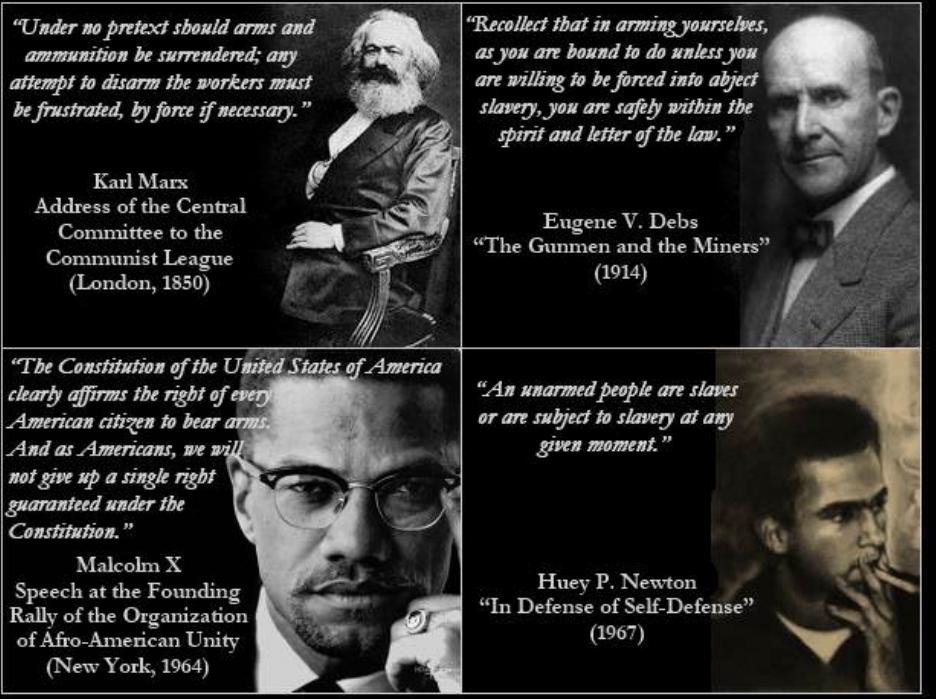 “Under no pretext should arms and
ammunition be surrendered; any
attempt to disarm the workers must
be frustrated, by force if necessary.”
Karl Marx
Address of the Central
Committee to the
Communist League
(London, 1850)
“Recollect that in arming yourselves,
as you are bound to do unless you
are willing to be forced into abject
slavery, you are safely within the
spirit and letter of the law.”
Eugene V. Debs
“The Gunmen and the Miners”
(1914)
“The Constitution of the United States of America
clearly affirms the right of every
American citizen to bear arms.
And as Americans, we will
not give up a single right
guaranteed under the
Constitution.”
Malcolm X
Speech at the Founding
Rally of the Organization
of Afro-American Unity
(New York, 1964)
“An unarmed people are slaves
or are subject to slavery at any
given moment.”
Huey P. Newton
“In Defense of Self-Defense”
(1967)